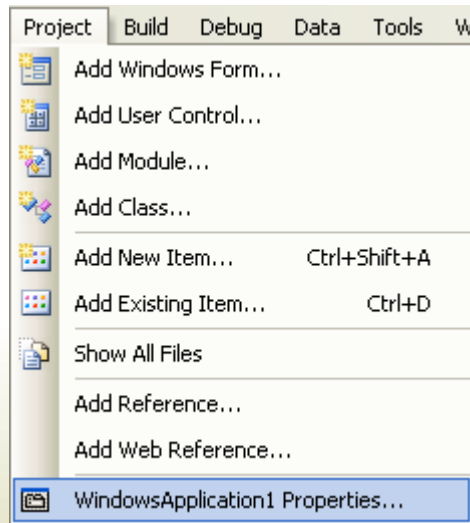 Project Build Debug Data Tools
Add Windows Form...
Add User Control...
Add Module...
Add Class...
Add New Item... Ctrl+Shift+A
Add Existing Item... Ctrl+D
Show All Files
Add Reference...
Add Web Reference...
WindowsApplication1 Properties...